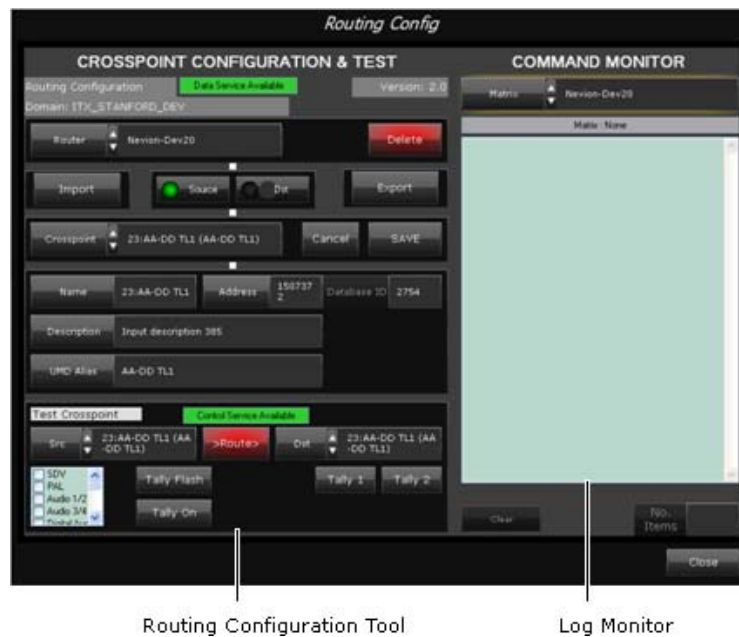 Routing Config
CROSSPOINT CONFIGURATION & TEST
COMMAND MONITOR
Routing Configuration
Data Service Available
Version: 2.0
Domain: ITX_STANFORD_DEV
Matrix
Nevion-Dev20
Matrix : None
Router
Nevion-Dev20
Delete
Import
Source
Dst
Export
Crosspoint
23:AA-DD TL1 (AA-DD TL1)
Cancel
SAVE
Name
23:AA-DD TL1
Address
150737
2
Database ID
2754
Description
Input description 385
UMD Alias
AA-DD TL1
Test Crosspoint
Control Service Available
Src
23:AA-DD TL1 (AA
-DD TL1)
>Route>
Dst
23:AA-DD TL1 (AA
-DD TL1)
SDV
PAL
Audio 1/2
Audio 3/4
Tally Flash
Tally 1
Tally 2
Tally On
Clear
No.
Items
Close
Routing Configuration Tool
Log Monitor